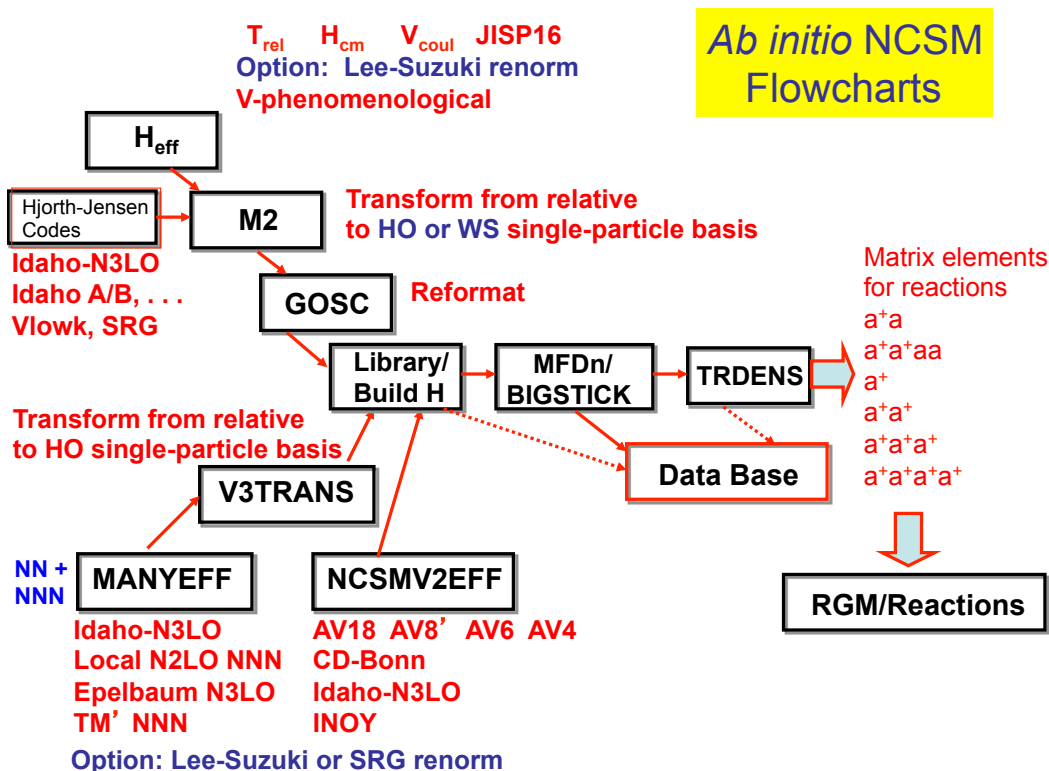 Ab initio NCSM
Flowcharts
T_rel H_cm V_coul JISP16
Option: Lee-Suzuki renorm
V-phenomenological
H_eff
Hjorth-Jensen
Codes
M2
Transform from relative
to HO or WS single-particle basis
Idaho-N3LO
Idaho A/B, . . .
Vlowk, SRG
GOSC
Reformat
Matrix elements
for reactions
a⁺a
a⁺a⁺aa
a⁺
a⁺a⁺
a⁺a⁺a⁺
a⁺a⁺a⁺a⁺
Library/
Build H
MFDn/
BIGSTICK
TRDENS
Transform from relative
to HO single-particle basis
Data Base
V3TRANS
NN +
NNN
MANYEFF
NCSMV2EFF
RGM/Reactions
Idaho-N3LO
Local N2LO NNN
Epelbaum N3LO
TM′ NNN
AV18 AV8′ AV6 AV4
CD-Bonn
Idaho-N3LO
INOY
Option: Lee-Suzuki or SRG renorm